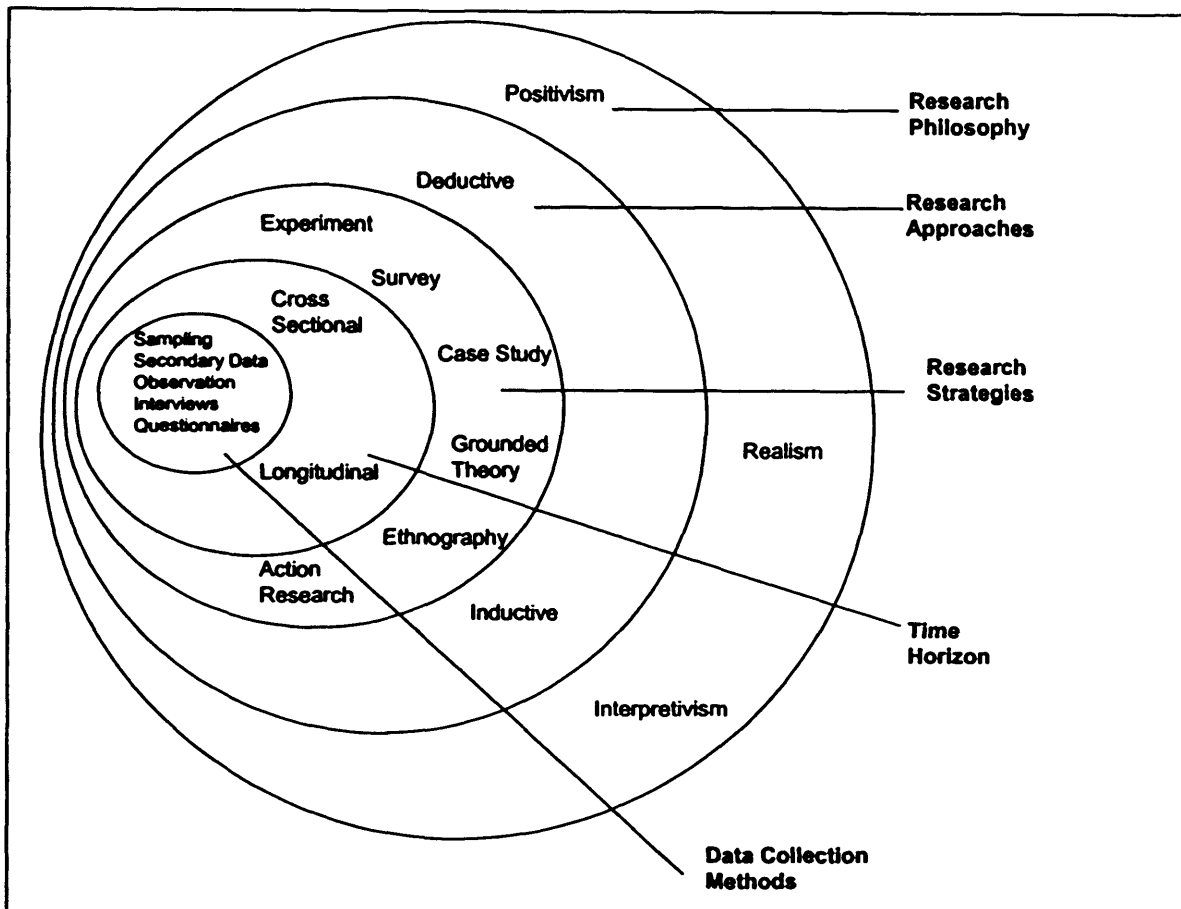 Positivism
Research
Philosophy
Deductive
Research
Approaches
Experiment
Survey
Cross
Sectional
Sampling
Secondary Data
Observation
Interviews
Questionnaires
Case Study
Research
Strategies
Grounded
Theory
Realism
Longitudinal
Ethnography
Action
Research
Inductive
Time
Horizon
Interpretivism
Data Collection
Methods